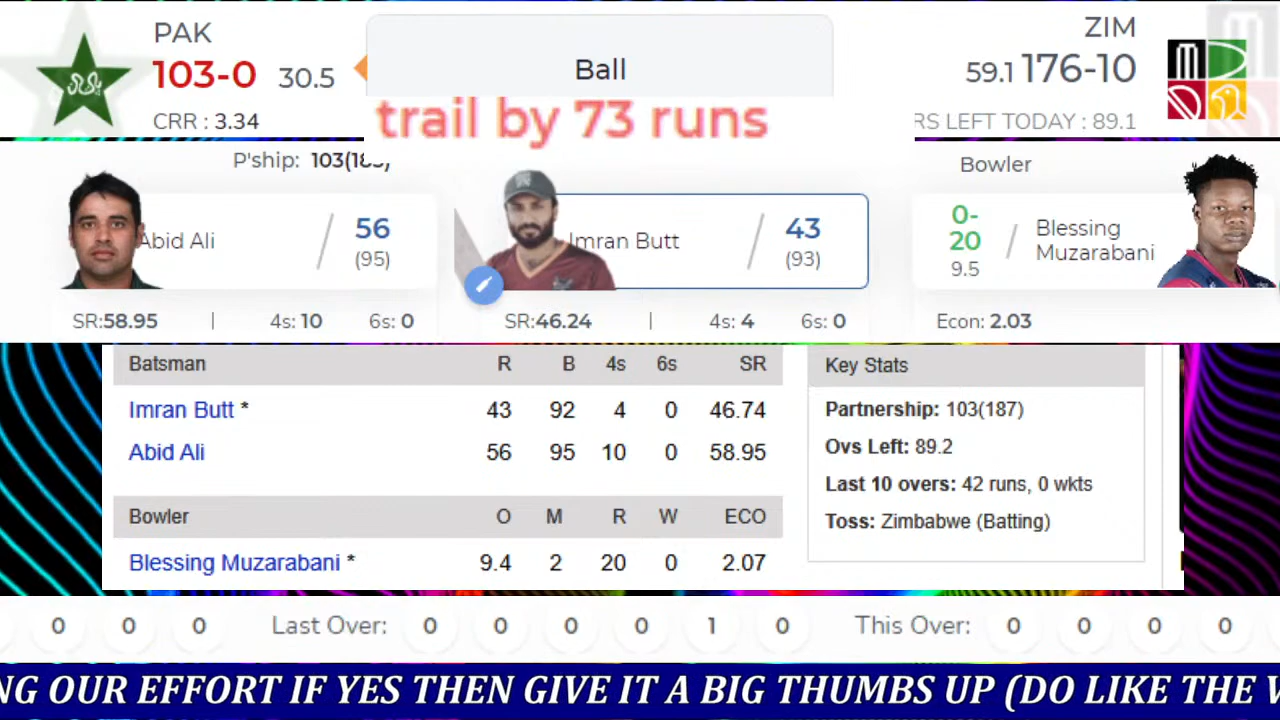 PAK
103-0 30.5
CRR : 3.34
Ball
trail by 73 runs
ZIM
59.1 176-10
RS LEFT TODAY : 89.1
P'ship: 103
Abid Ali
56
(95)
SR:58.95 | 4s: 10 6s: 0
Imran Butt
43
(93)
SR:46.24 | 4s: 4 6s: 0
Bowler
0-
20
9.5
Blessing
Muzarabani
Econ: 2.03
Batsman R B 4s 6s SR
Imran Butt * 43 92 4 0 46.74
Abid Ali 56 95 10 0 58.95
Bowler O M R W ECO
Blessing Muzarabani * 9.4 2 20 0 2.07
Key Stats
Partnership: 103(187)
Ovs Left: 89.2
Last 10 overs: 42 runs, 0 wkts
Toss: Zimbabwe (Batting)
0 0 0 Last Over: 0 0 0 0 1 0 This Over: 0 0 0 0
NG OUR EFFORT IF YES THEN GIVE IT A BIG THUMBS UP (DO LIKE THE V